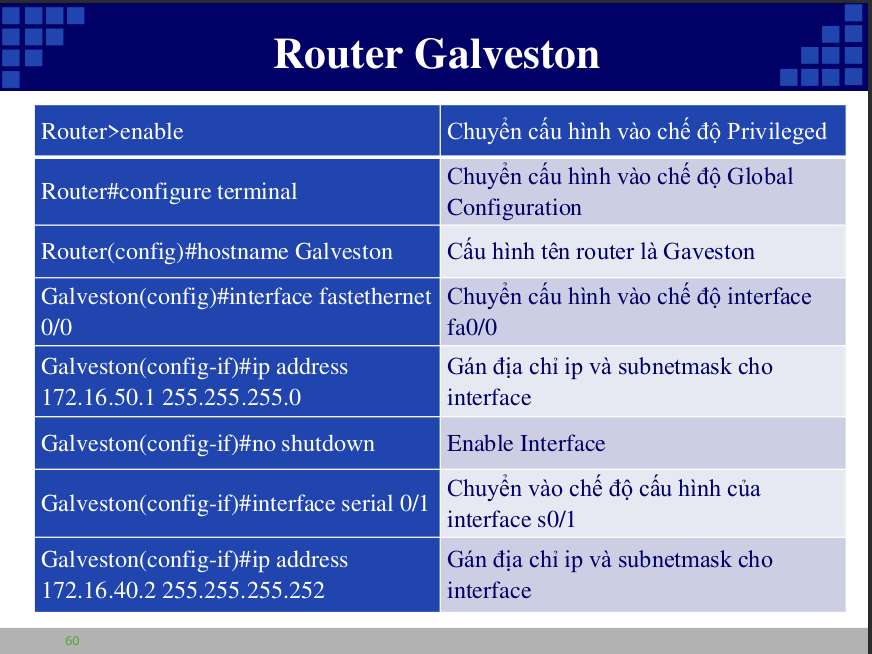 Router Galveston
Router>enable
Chuyển cấu hình vào chế độ Privileged
Router#configure terminal
Chuyển cấu hình vào chế độ Global
Configuration
Router(config)#hostname Galveston
Cấu hình tên router là Gaveston
Galveston(config)#interface fastethernet
0/0
Chuyển cấu hình vào chế độ interface
fa0/0
Galveston(config-if)#ip address
172.16.50.1 255.255.255.0
Gán địa chỉ ip và subnetmask cho
interface
Galveston(config-if)#no shutdown
Enable Interface
Galveston(config-if)#interface serial 0/1
Chuyển vào chế độ cấu hình của
interface s0/1
Galveston(config-if)#ip address
172.16.40.2 255.255.255.252
Gán địa chỉ ip và subnetmask cho
interface
60